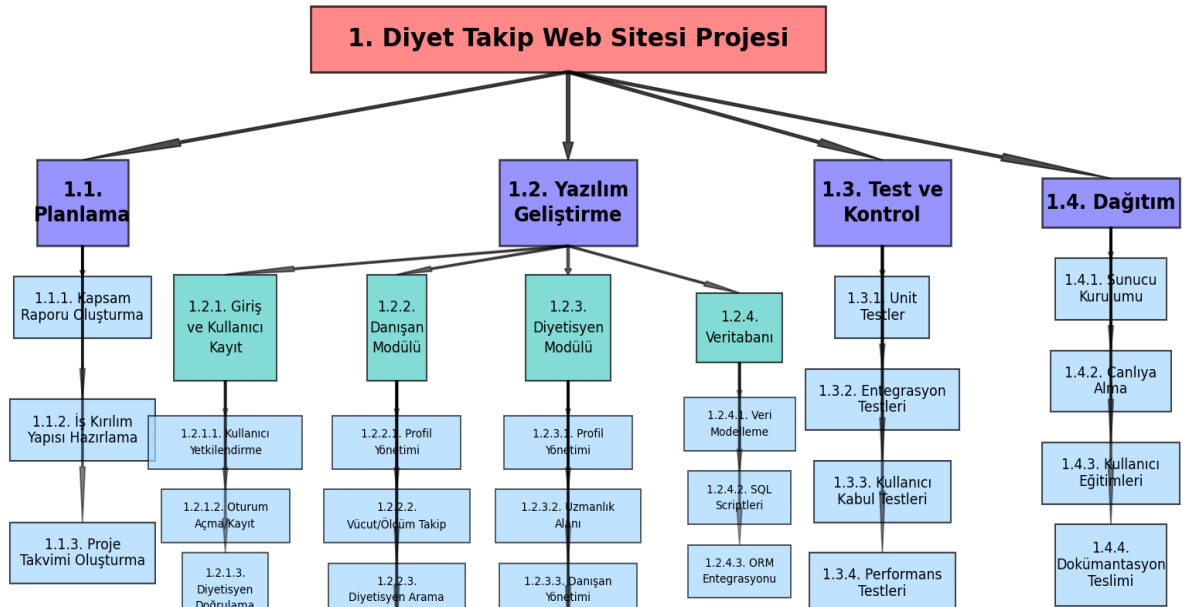 1. Diyet Takip Web Sitesi Projesi
1.1.
Planlama
1.2. Yazılım
Geliştirme
1.3. Test ve
Kontrol
1.4. Dağıtım
1.1.1. Kapsam
Raporu Oluşturma
1.1.2. İş Kırılım
Yapısı Hazırlama
1.1.3. Proje
Takvimi Oluşturma
1.2.1. Giriş
ve Kullanıcı
Kayıt
1.2.1.1. Kullanıcı
Yetkilendirme
1.2.1.2. Oturum
Açma/Kayıt
1.2.1.3.
Diyetisyen
Doğrulama
1.2.2.
Danışan
Modülü
1.2.2.1. Profil
Yönetimi
1.2.2.2.
Vücut/Ölçüm Takip
1.2.2.3.
Diyetisyen Arama
1.2.3.
Diyetisyen
Modülü
1.2.3.1. Profil
Yönetimi
1.2.3.2. Uzmanlık
Alanı
1.2.3.3. Danışan
Yönetimi
1.2.4.
Veritabanı
1.2.4.1. Veri
Modelleme
1.2.4.2. SQL
Scriptleri
1.2.4.3. ORM
Entegrasyonu
1.3.1. Unit
Testler
1.3.2. Entegrasyon
Testleri
1.3.3. Kullanıcı
Kabul Testleri
1.3.4. Performans
Testleri
1.4.1. Sunucu
Kurulumu
1.4.2. Canlıya
Alma
1.4.3. Kullanıcı
Eğitimleri
1.4.4.
Dokümantasyon
Teslimi